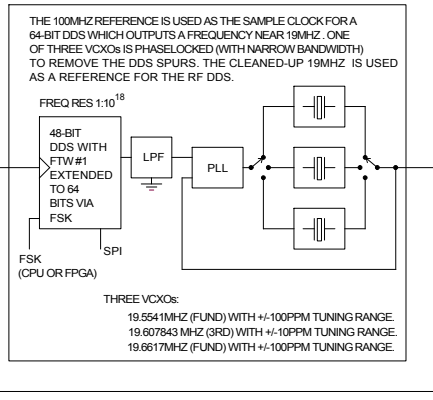 THE 100MHZ REFERENCE IS USED AS THE SAMPLE CLOCK FOR A
64-BIT DDS WHICH OUTPUTS A FREQUENCY NEAR 19MHZ . ONE
OF THREE VCXOs IS PHASELOCKED (WITH NARROW BANDWIDTH)
TO REMOVE THE DDS SPURS. THE CLEANED-UP 19MHZ IS USED
AS A REFERENCE FOR THE RF DDS.
FREQ RES 1:10^18
48-BIT
DDS WITH
FTW #1
EXTENDED
TO 64
BITS VIA
FSK
LPF
PLL
FSK
(CPU OR FPGA)
SPI
THREE VCXOs:
19.5541MHZ (FUND) WITH +/-100PPM TUNING RANGE.
19.607843 MHZ (3RD) WITH +/-10PPM TUNING RANGE.
19.6617MHZ (FUND) WITH +/-100PPM TUNING RANGE.